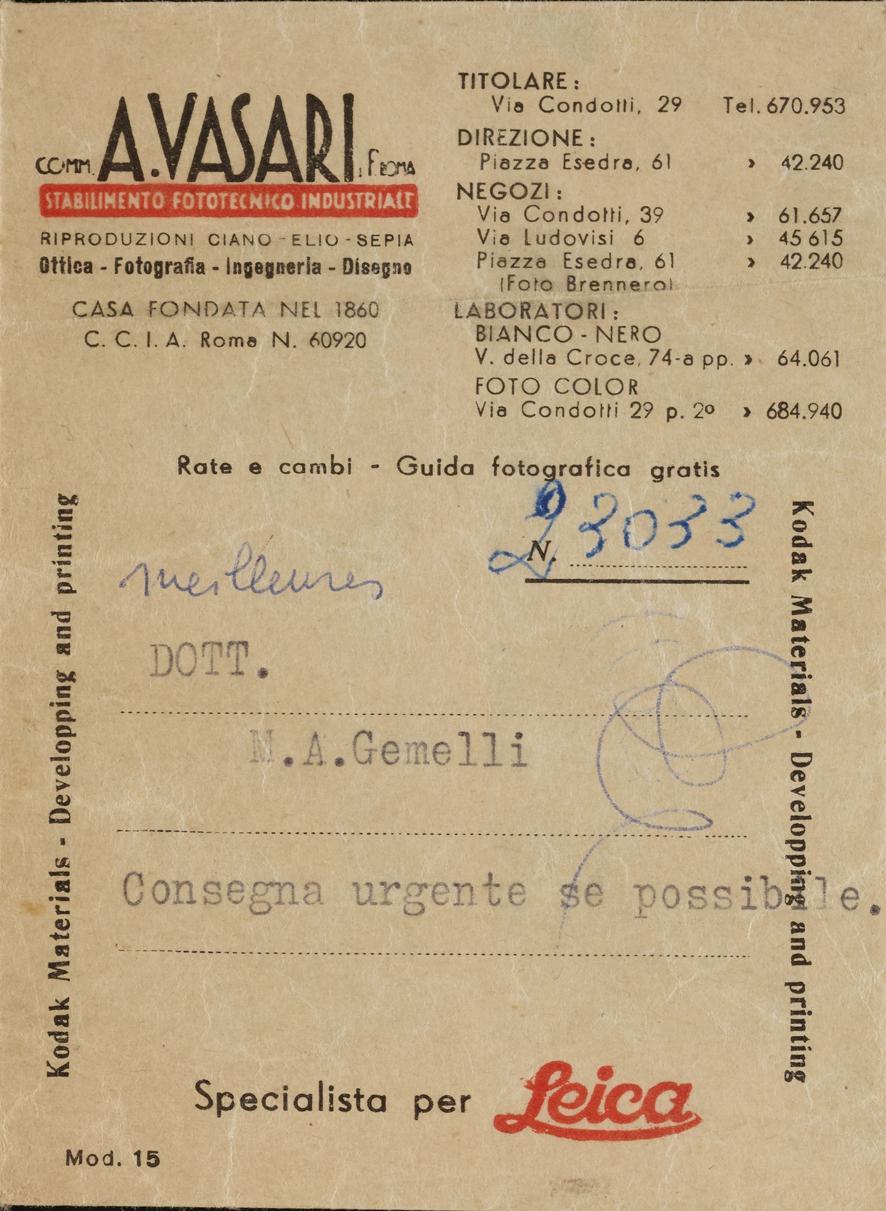 COMM. A.VASARI, F. ROMA
STABILIMENTO FOTOTECNICO INDUSTRIALE
RIPRODUZIONI CIANO - ELIO - SEPIA
Ottica - Fotografia - Ingegneria - Disegno
CASA FONDATA NEL 1860
C. C. I. A. Roma N. 60920
TITOLARE:
Via Condotti, 29 Tel. 670.953
DIREZIONE:
Piazza Esedra, 61 » 42.240
NEGOZI:
Via Condotti, 39 » 61.657
Via Ludovisi 6 » 45 615
Piazza Esedra, 61 » 42.240
(Foto Brennero)
LABORATORI:
BIANCO - NERO
V. della Croce, 74-a pp. » 64.061
FOTO COLOR
Via Condotti 29 p. 2º » 684.940
Rate e cambi - Guida fotografica gratis
N. 23033
meilleures
DOTT.
N.A.Gemelli
Consegna urgente se possibile.
Kodak Materials - Developping and printing
Kodak Materials - Developping and printing
Specialista per Leica
Mod. 15